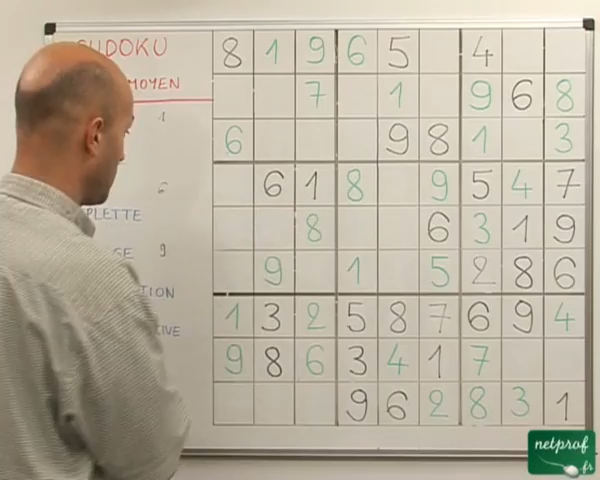 SUDOKU
MOYEN
1
6
PLETTE
SE 9
TION
TIVE
8 1 9 6 5 4
7 1 9 6 8
6 9 8 1 3
6 1 8 9 5 4 7
8 6 3 1 9
9 1 5 2 8 6
1 3 2 5 8 7 6 9 4
9 8 6 3 4 1 7
9 6 2 8 3 1
netprof
.fr